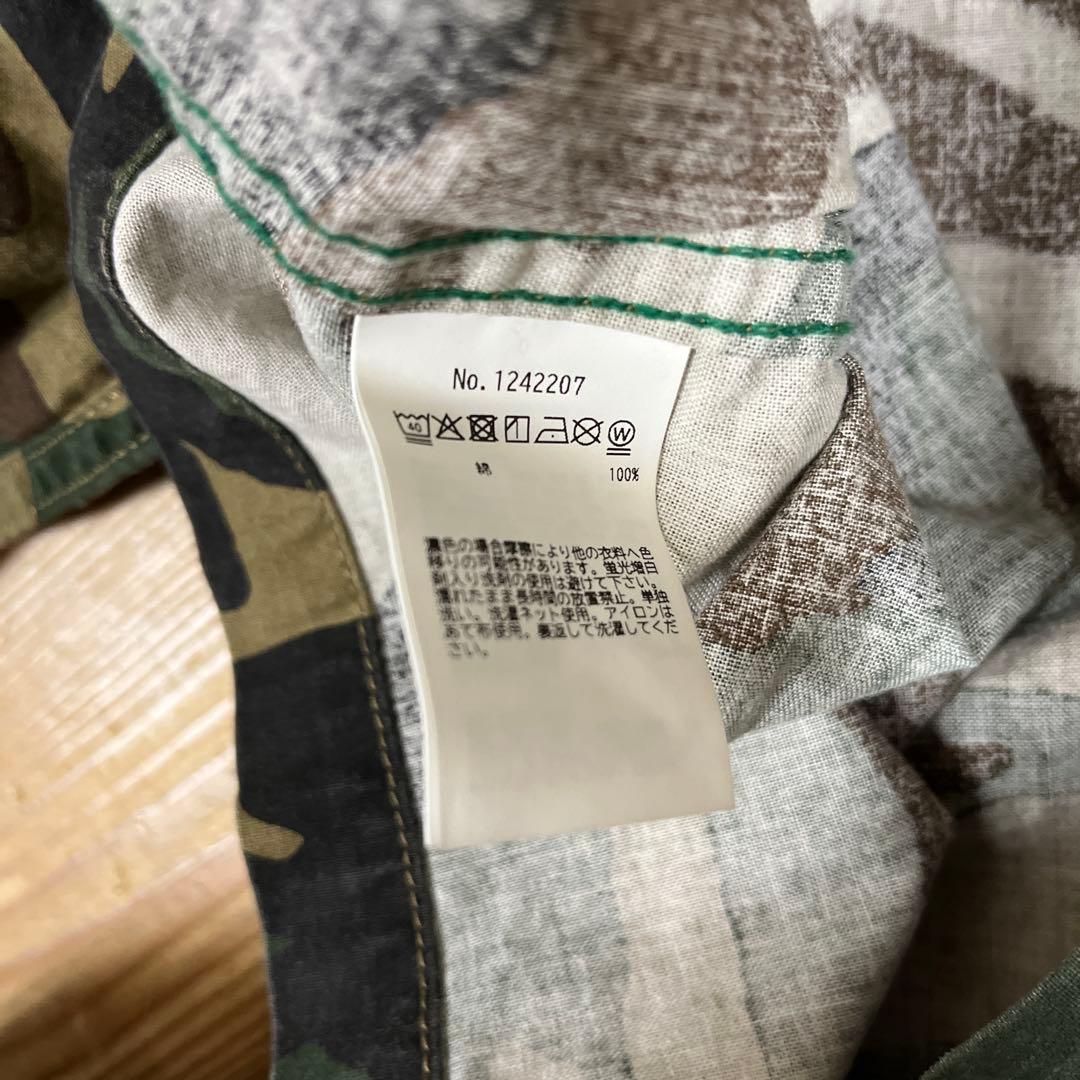 No. 1242207
40 W
綿 100%
濃色の場合摩擦により他の衣料へ色
移りの可能性があります。蛍光増白
剤入り洗剤の使用は避けて下さい。
濡れたまま長時間の放置禁止。単独
洗い、洗濯ネット使用。アイロンは
あて布使用。裏返して洗濯してくだ
さい。